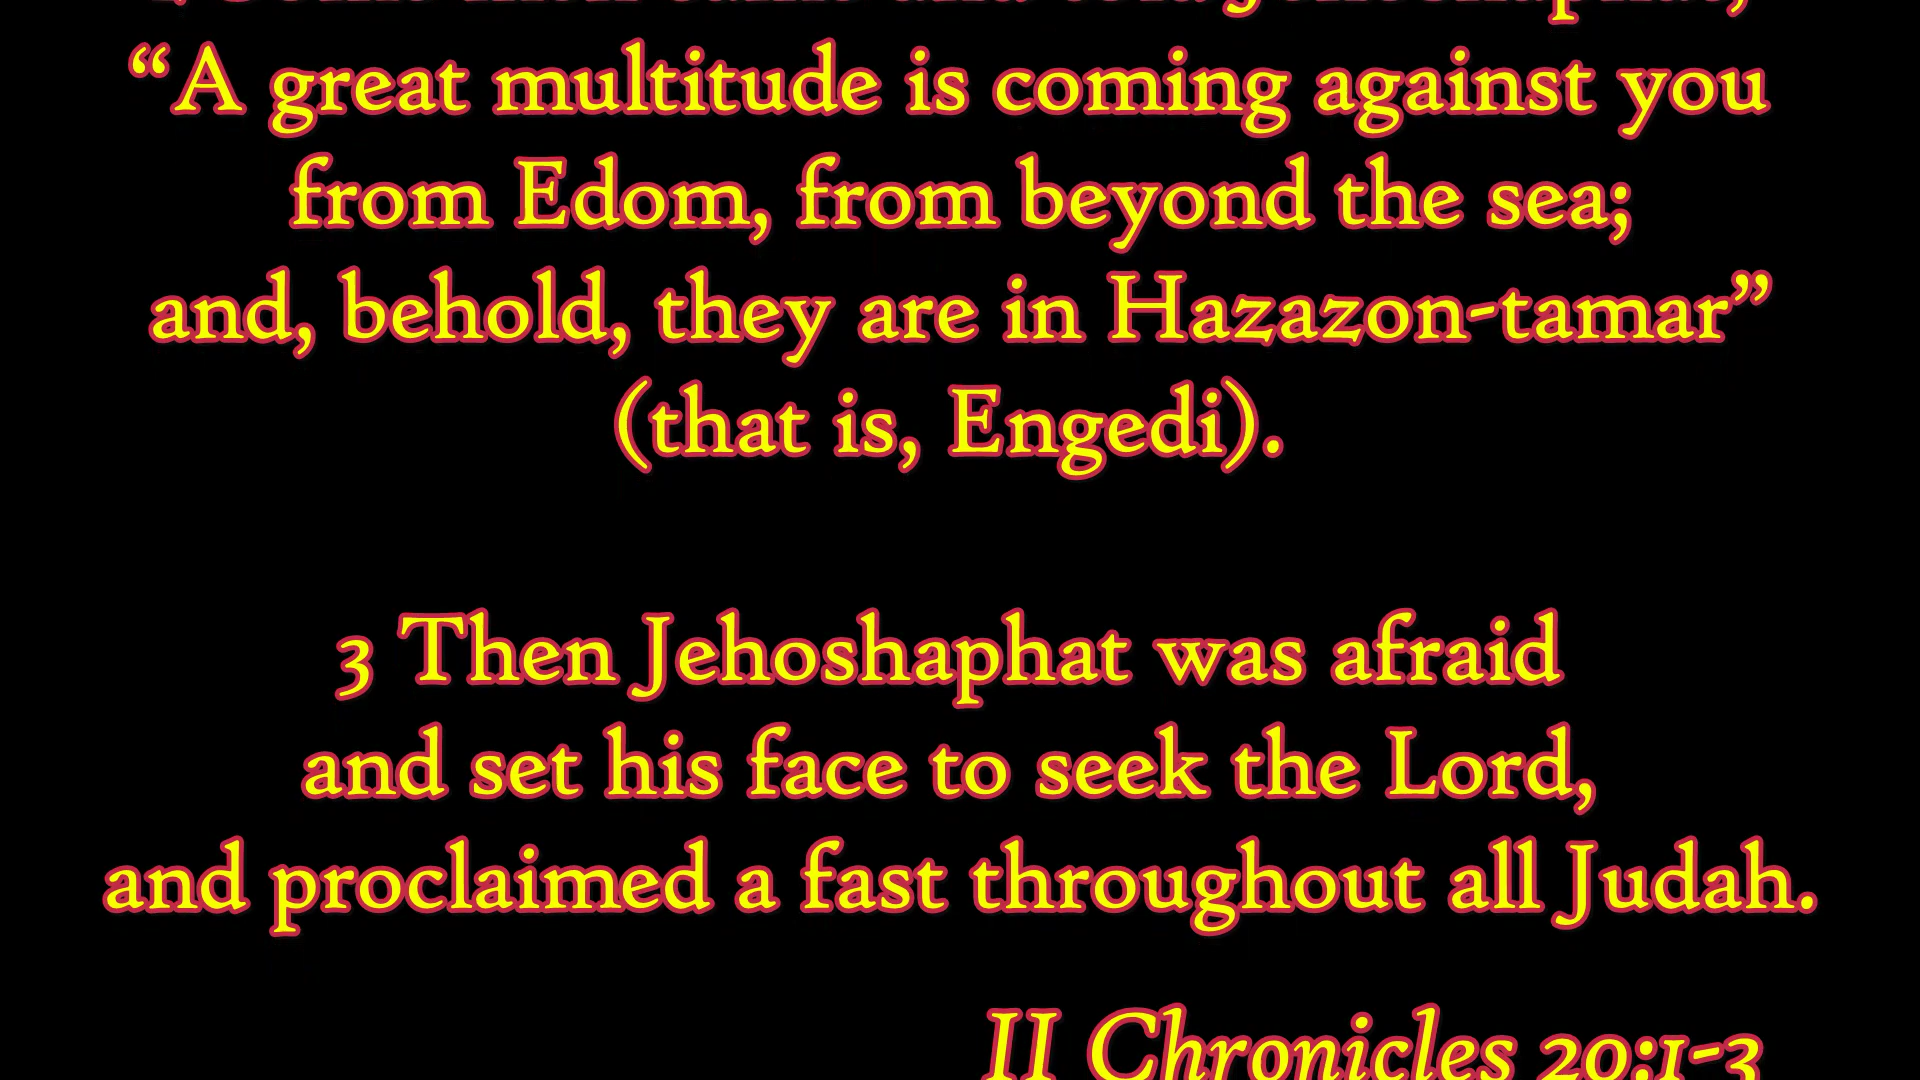 “A great multitude is coming against you
from Edom, from beyond the sea;
and, behold, they are in Hazazon-tamar”
(that is, Engedi).
3 Then Jehoshaphat was afraid
and set his face to seek the Lord,
and proclaimed a fast throughout all Judah.
II Chronicles 20:1-3